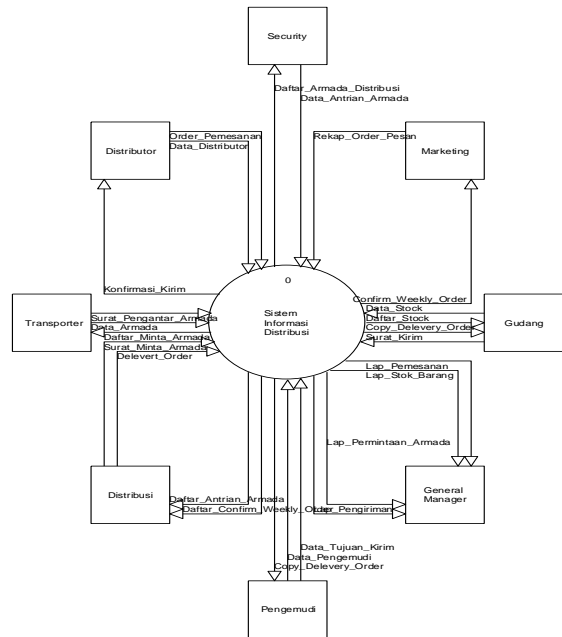 Security
Daftar_Armada_Distribusi
Data_Antrian_Armada
Distributor
Order_Pemesanan
Data_Distributor
Rekap_Order_Pesan
Marketing
Konfirmasi_Kirim
0
Sistem
Informasi
Distribusi
Transporter
Surat_Pengantar_Armada
Data_Armada
Daftar_Minta_Armada
Surat_Minta_Armada
Delevert_Order
Confirm_Weekly_Order
Data_Stock
Daftar_Stock
Copy_Delevery_Order
Surat_Kirim
Gudang
Lap_Pemesanan
Lap_Stok_Barang
Lap_Permintaan_Armada
Distribusi
Daftar_Antrian_Armada
Daftar_Confirm_Weekly_Order
Lap_Pengiriman
General
Manager
Data_Tujuan_Kirim
Data_Pengemudi
Copy_Delevery_Order
Pengemudi